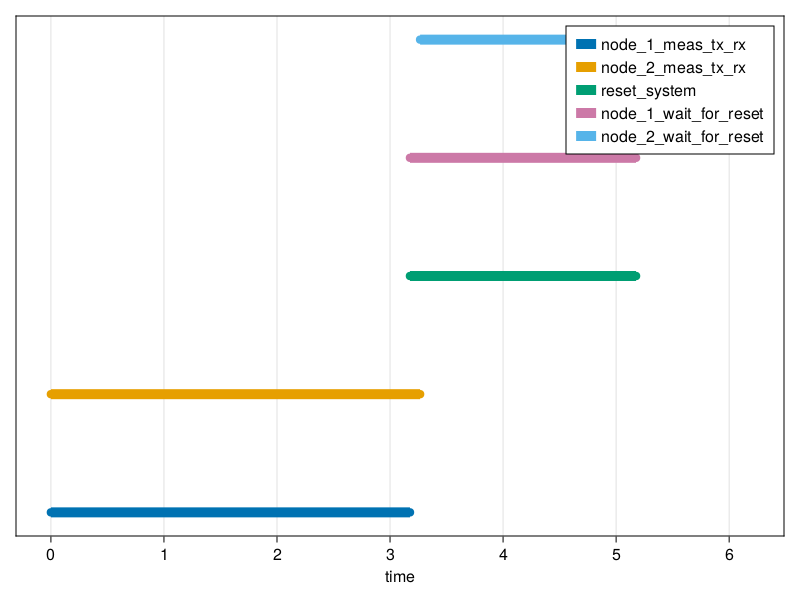 node_1_meas_tx_rx
node_2_meas_tx_rx
reset_system
node_1_wait_for_reset
node_2_wait_for_reset
0 1 2 3 4 5 6
time